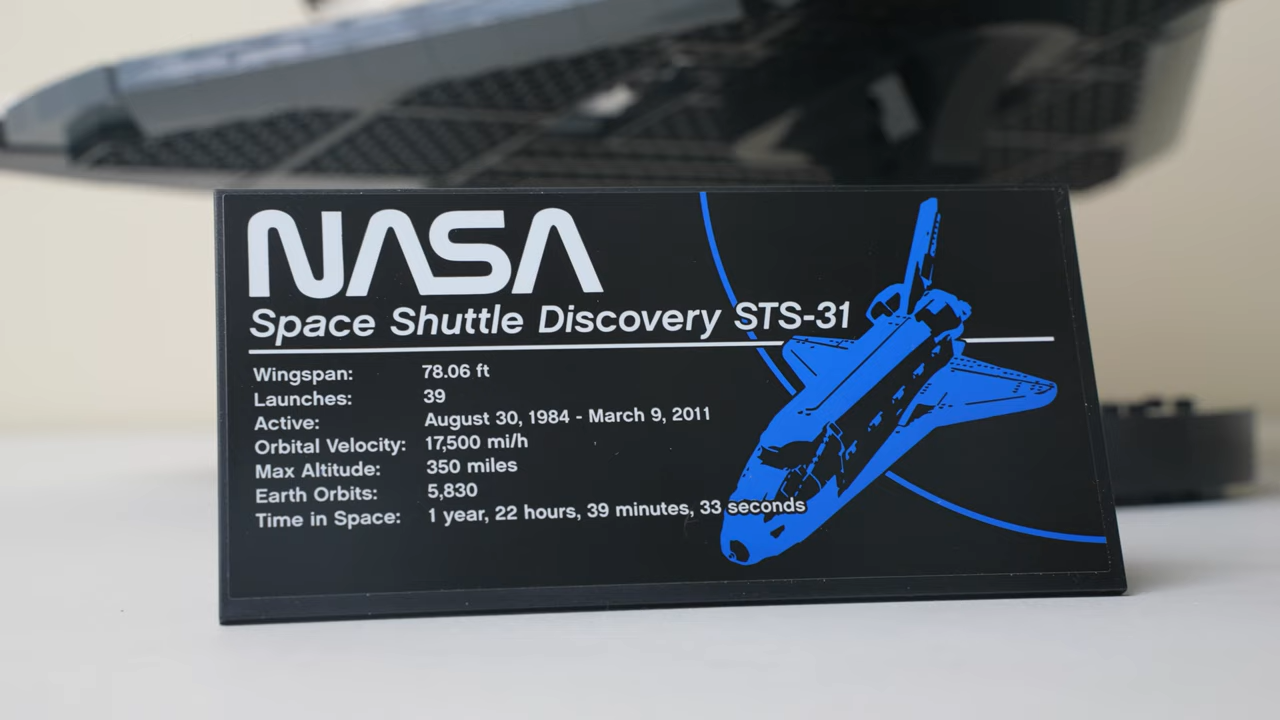 NASA
Space Shuttle Discovery STS-31
Wingspan: 78.06 ft
Launches: 39
Active: August 30, 1984 - March 9, 2011
Orbital Velocity: 17,500 mi/h
Max Altitude: 350 miles
Earth Orbits: 5,830
Time in Space: 1 year, 22 hours, 39 minutes, 33 seconds